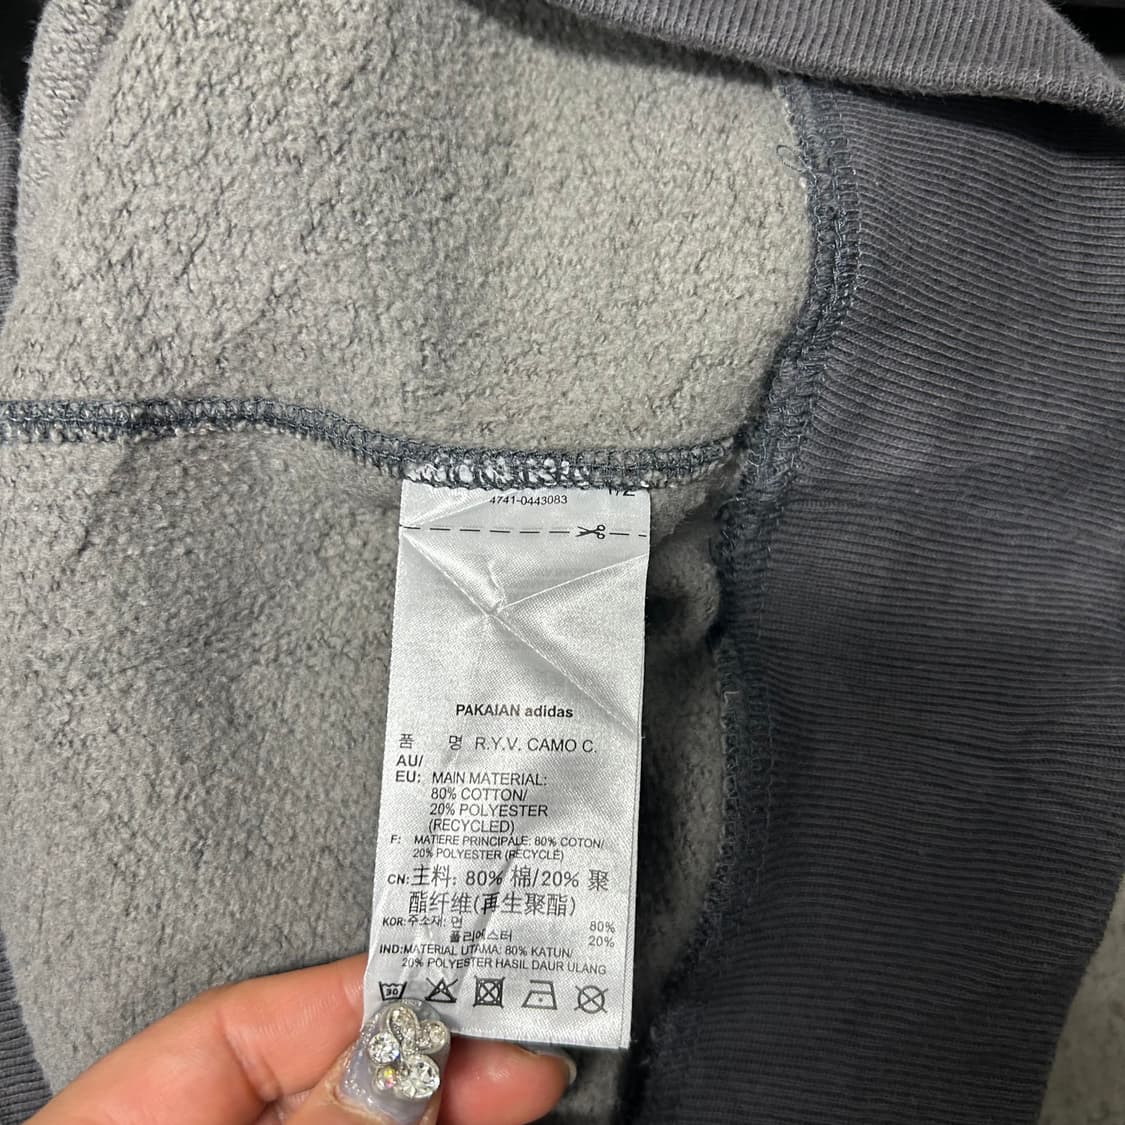 4741-0443083
PAKAIAN adidas
품 명 R.Y.V. CAMO C.
AU/
EU: MAIN MATERIAL:
80% COTTON/
20% POLYESTER
(RECYCLED)
F: MATIERE PRINCIPALE: 80% COTON/
20% POLYESTER (RECYCLÉ)
CN:主料: 80% 棉/20% 聚
酯纤维(再生聚酯)
KOR:주소재: 면 80%
폴리에스터 20%
IND:MATERIAL UTAMA: 80% KATUN/
20% POLYESTER HASIL DAUR ULANG
30